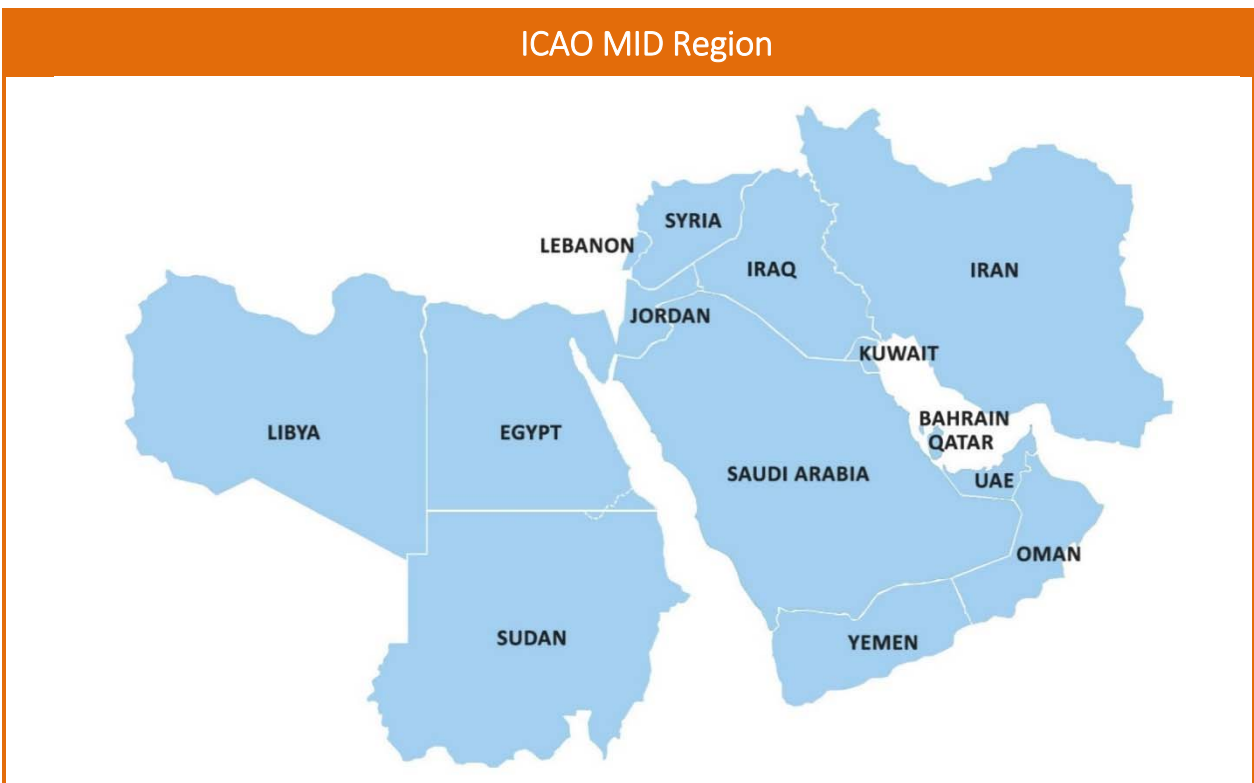 ICAO MID Region
SYRIA
LEBANON
IRAQ
IRAN
JORDAN
KUWAIT
BAHRAIN
QATAR
LIBYA
EGYPT
SAUDI ARABIA
UAE
OMAN
SUDAN
YEMEN